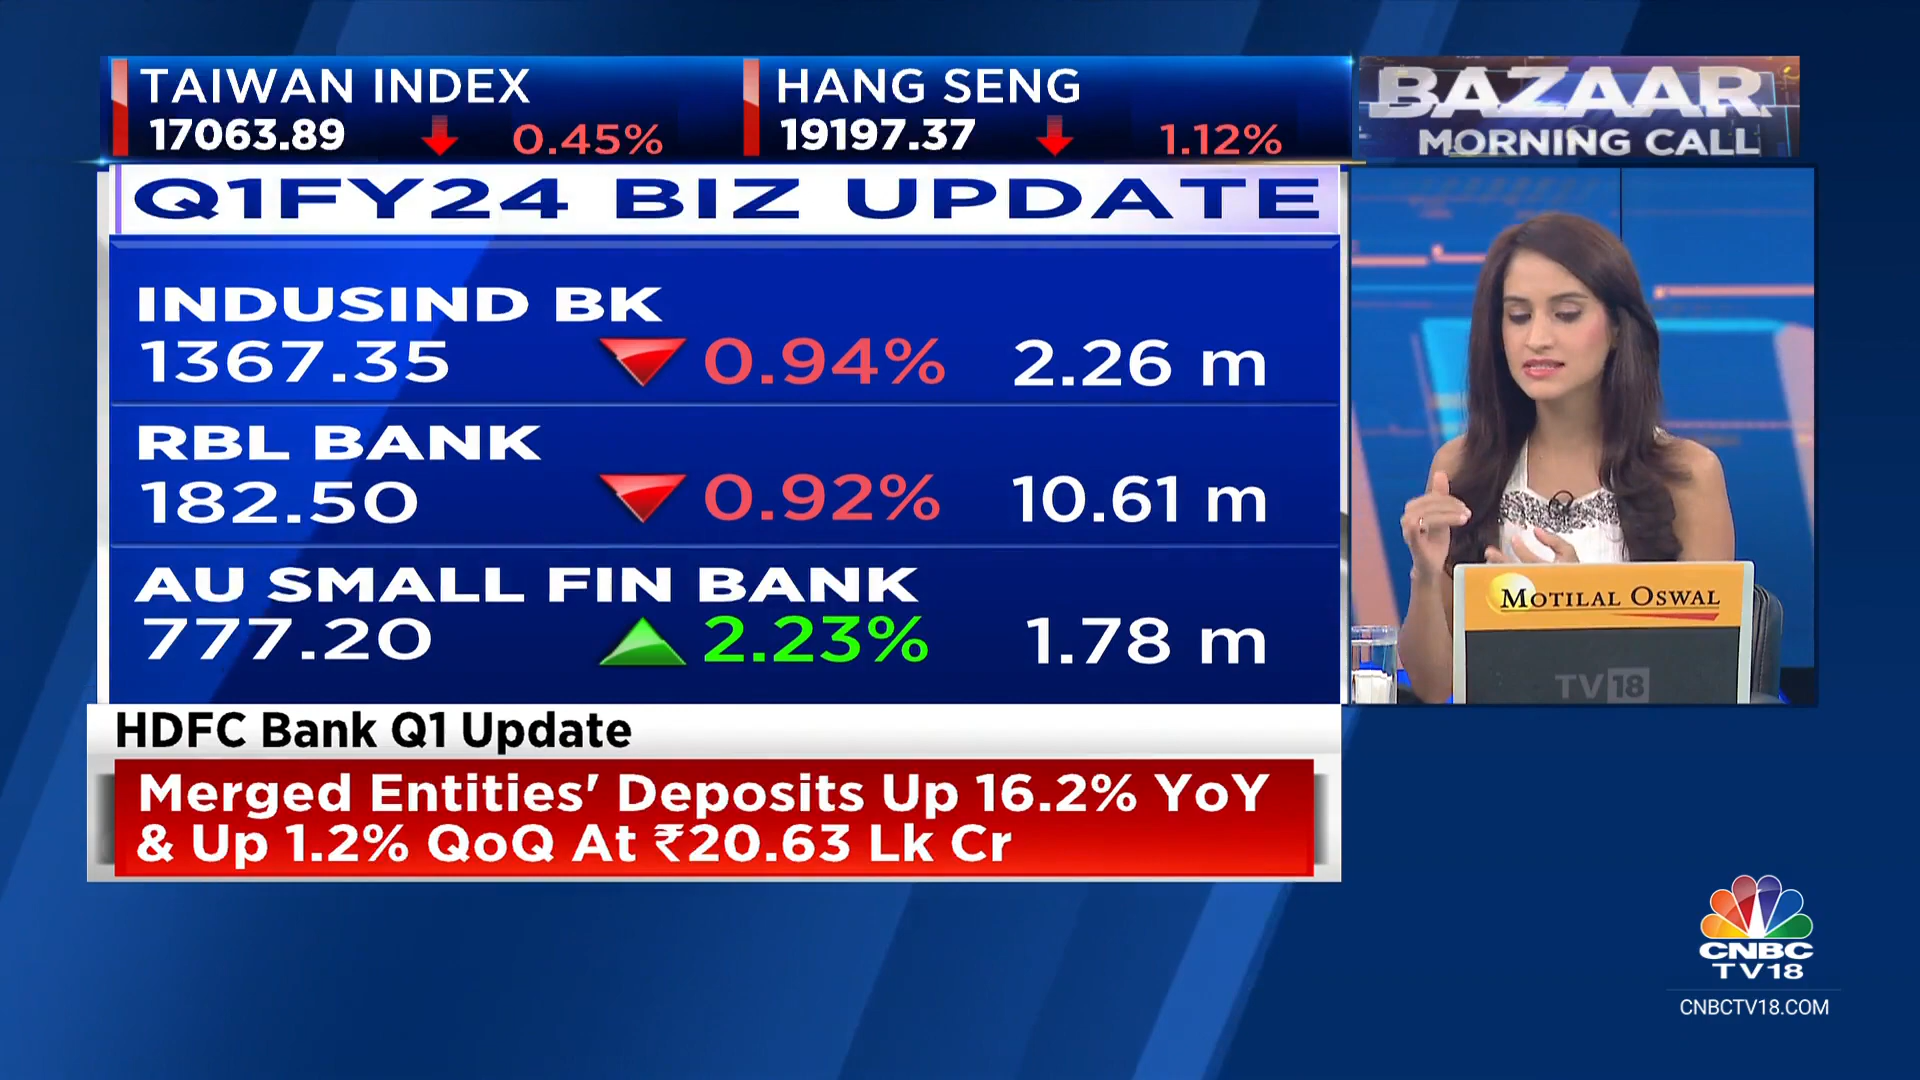 TAIWAN INDEX
17063.89 0.45%
HANG SENG
19197.37 1.12%
BAZAAR
MORNING CALL
Q1FY24 BIZ UPDATE
INDUSIND BK
1367.35 0.94% 2.26 m
RBL BANK
182.50 0.92% 10.61 m
AU SMALL FIN BANK
777.20 2.23% 1.78 m
MOTILAL OSWAL
TV18
HDFC Bank Q1 Update
Merged Entities' Deposits Up 16.2% YoY
& Up 1.2% QoQ At ₹20.63 Lk Cr
CNBC
TV18
CNBCTV18.COM